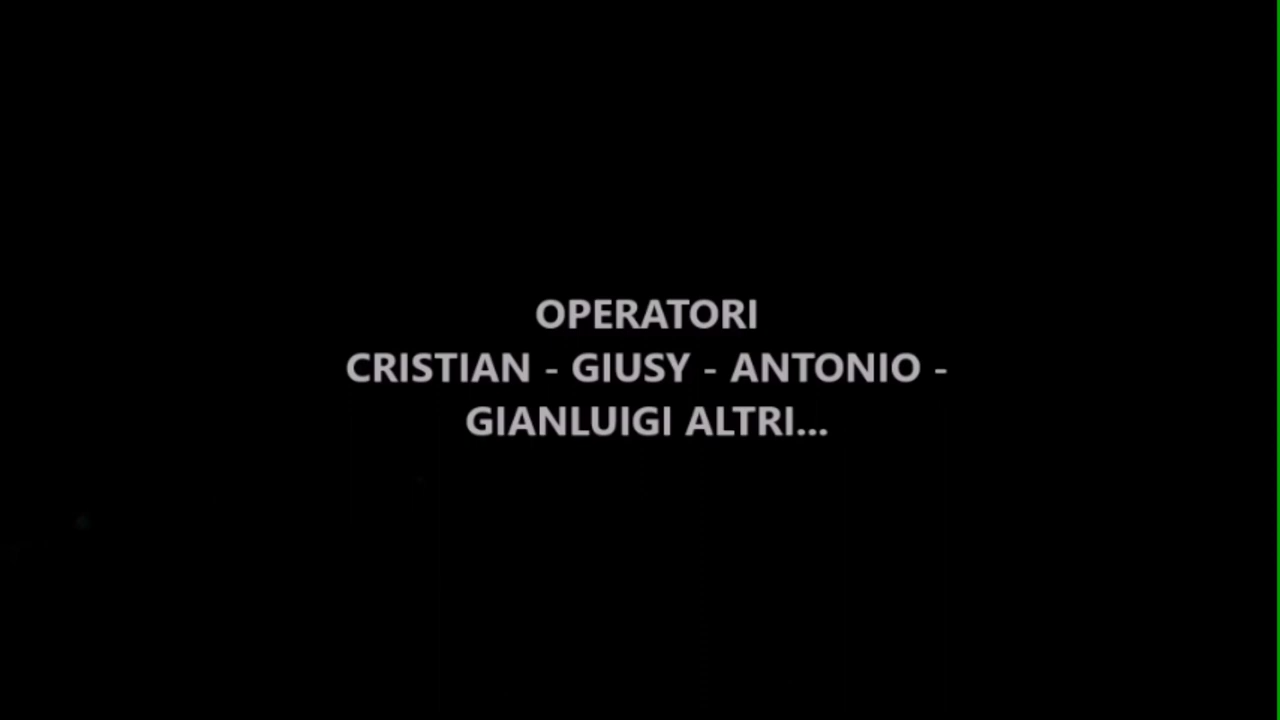 OPERATORI
CRISTIAN - GIUSY - ANTONIO -
GIANLUIGI ALTRI...